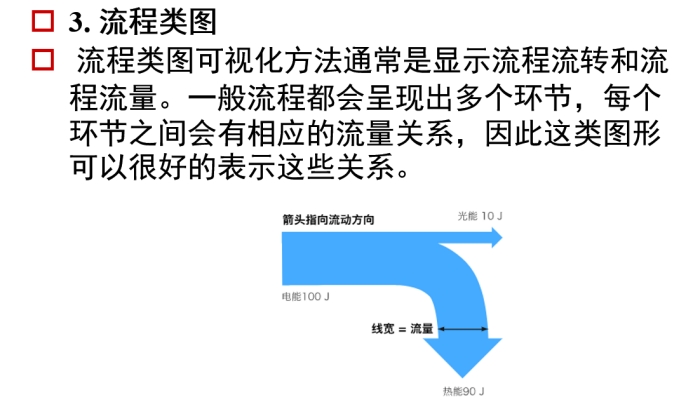 3. 流程类图
流程类图可视化方法通常是显示流程流转和流
程流量。一般流程都会呈现出多个环节，每个
环节之间会有相应的流量关系，因此这类图形
可以很好的表示这些关系。
箭头指向流动方向
光能 10 J
电能100 J
线宽 = 流量
热能90 J